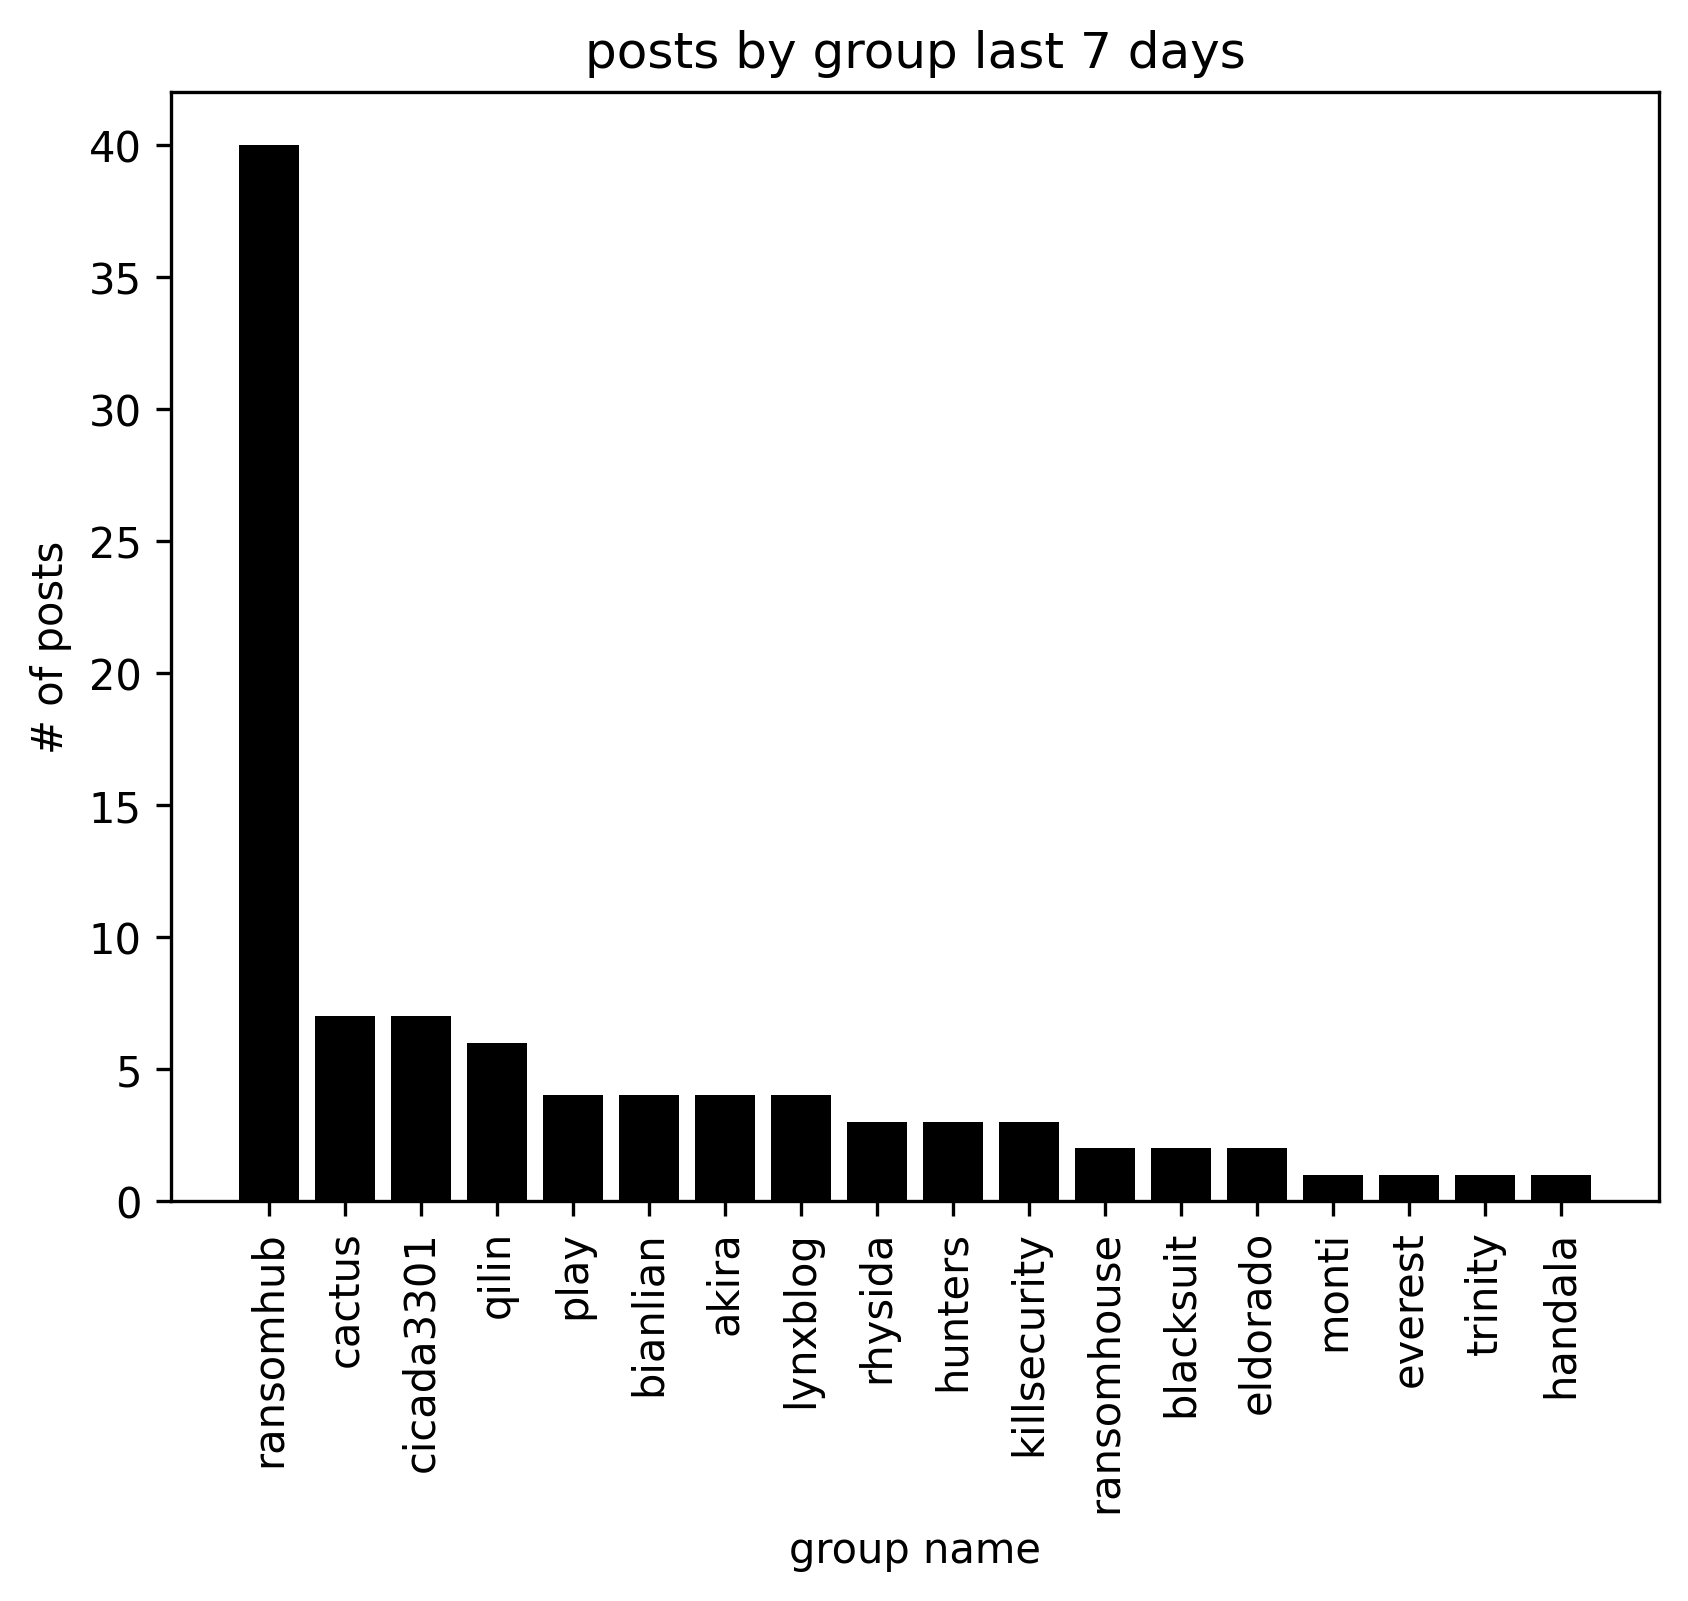 posts by group last 7 days
# of posts
40
35
30
25
20
15
10
5
0
ransomhub
cactus
cicada3301
qilin
play
bianlian
akira
lynxblog
rhysida
hunters
killsecurity
ransomhouse
blacksuit
eldorado
monti
everest
trinity
handala
group name